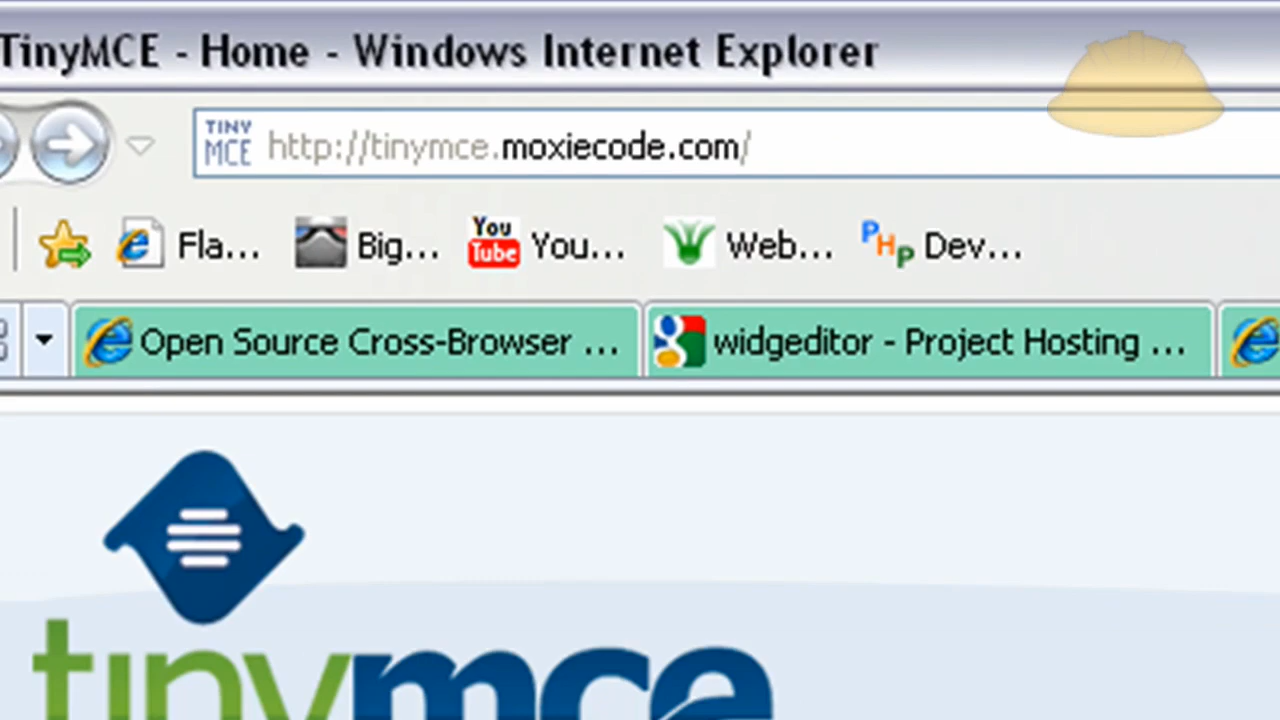 TinyMCE - Home - Windows Internet Explorer
TINY MCE http://tinymce.moxiecode.com/
Fla... Big... You Tube You... Web... PHP Dev...
Open Source Cross-Browser ... widgeditor - Project Hosting ...
tinymce